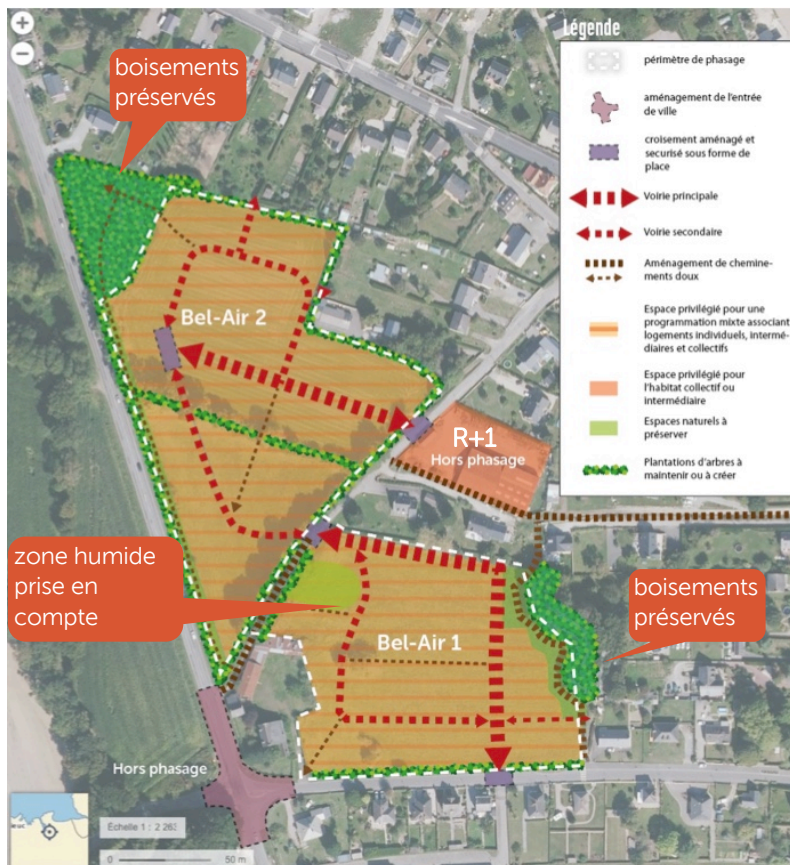 boisements
préservés
Bel-Air 2
R+1
Hors phasage
zone humide
prise en
compte
Bel-Air 1
boisements
préservés
Hors phasage
Échelle 1 :
0
50 m
Légende
périmètre de phasage
aménagement de l'entrée
de ville
croisement aménagé et
securisé sous forme de
place
Voirie principale
Voirie secondaire
Aménagement de chemine-
ments doux
Espace privilégié pour une
programmation mixte associant
logements individuels, intermé-
diaires et collectifs
Espace privilégié pour
l'habitat collectif ou
intermédiaire
Espaces naturels à
préserver
Plantations d'arbres à
maintenir ou à créer